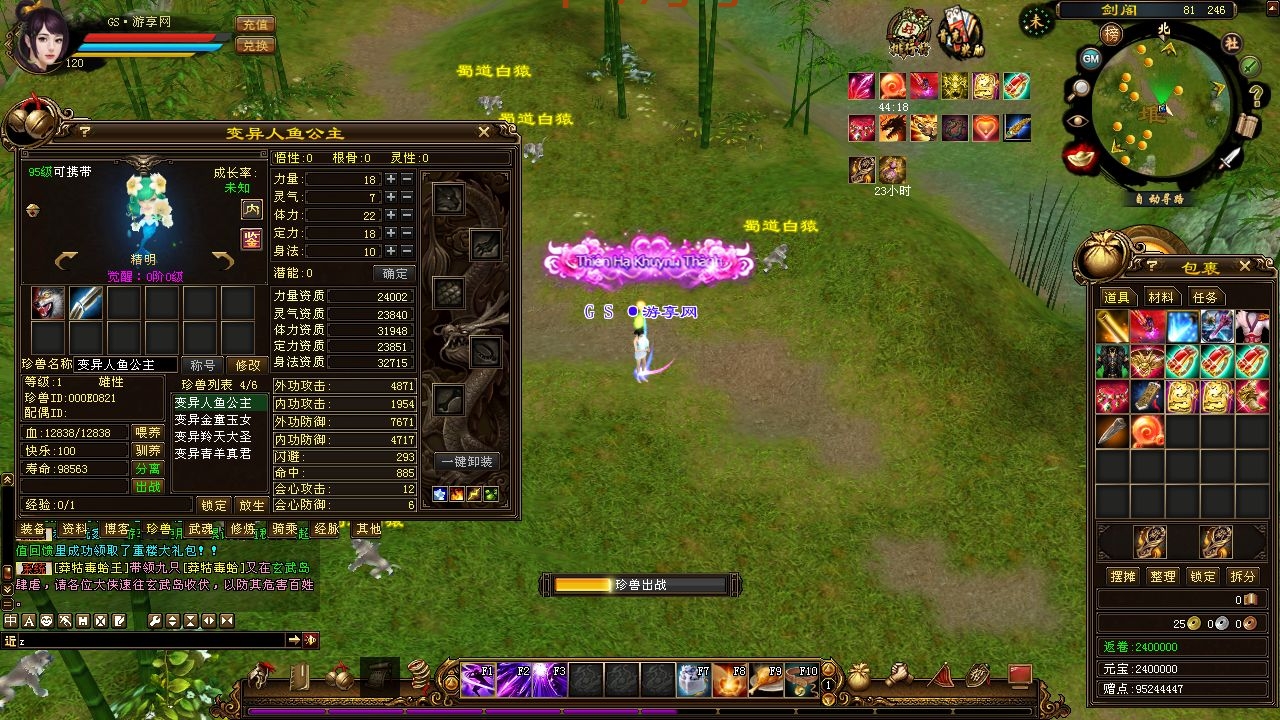 GS·游享网
充值
兑换
120
排行榜
剑阁 81 246
木
榜
北
社
GM
自动寻路
44:18
23小时
蜀道白猿
蜀道白猿
蜀道白猿
Thiên Hạ Khuynh Thành
GS 游享网
变异人鱼公主
95级可携带
成长率:
未知
内
鉴
精明
觉醒:0阶0级
珍兽名称 变异人鱼公主 称号 修改
等级:1 雄性
珍兽ID:000E0821
配偶ID:
血:12838/12838 喂养
快乐:100 驯养
寿命:98563 分离
出战
经验:0/1 锁定 放生
珍兽列表 4/6
变异人鱼公主
变异金童玉女
变异羚天大圣
变异青羊真君
悟性:0 根骨:0 灵性:0
力量: 18
灵气: 7
体力: 22
定力: 18
身法: 10
潜能:0 确定
力量资质 24002
灵气资质 23840
体力资质 31948
定力资质 23851
身法资质 32715
外功攻击: 4871
内功攻击: 1954
外功防御: 7671
内功防御: 4717
闪避: 293
命中: 885
会心攻击: 12
会心防御: 6
一键卸装
装备 资料 博客 珍兽 武魂 修炼 骑乘 经脉 其他
值回馈里成功领取了重楼大礼包!!
[莽牯毒蛤王]带领九只[莽牯毒蛤]又在玄武岛
肆虐,请各位大侠速往玄武岛收伏,以防其危害百姓
。
中 A M
近 z
珍兽出战
F1 F2 F3 F7 F8 F9 F10
1
包裹
道具 材料 任务
摆摊 整理 锁定 拆分
0
25 0 0
返卷:2400000
元宝:2400000
赠点:95244447